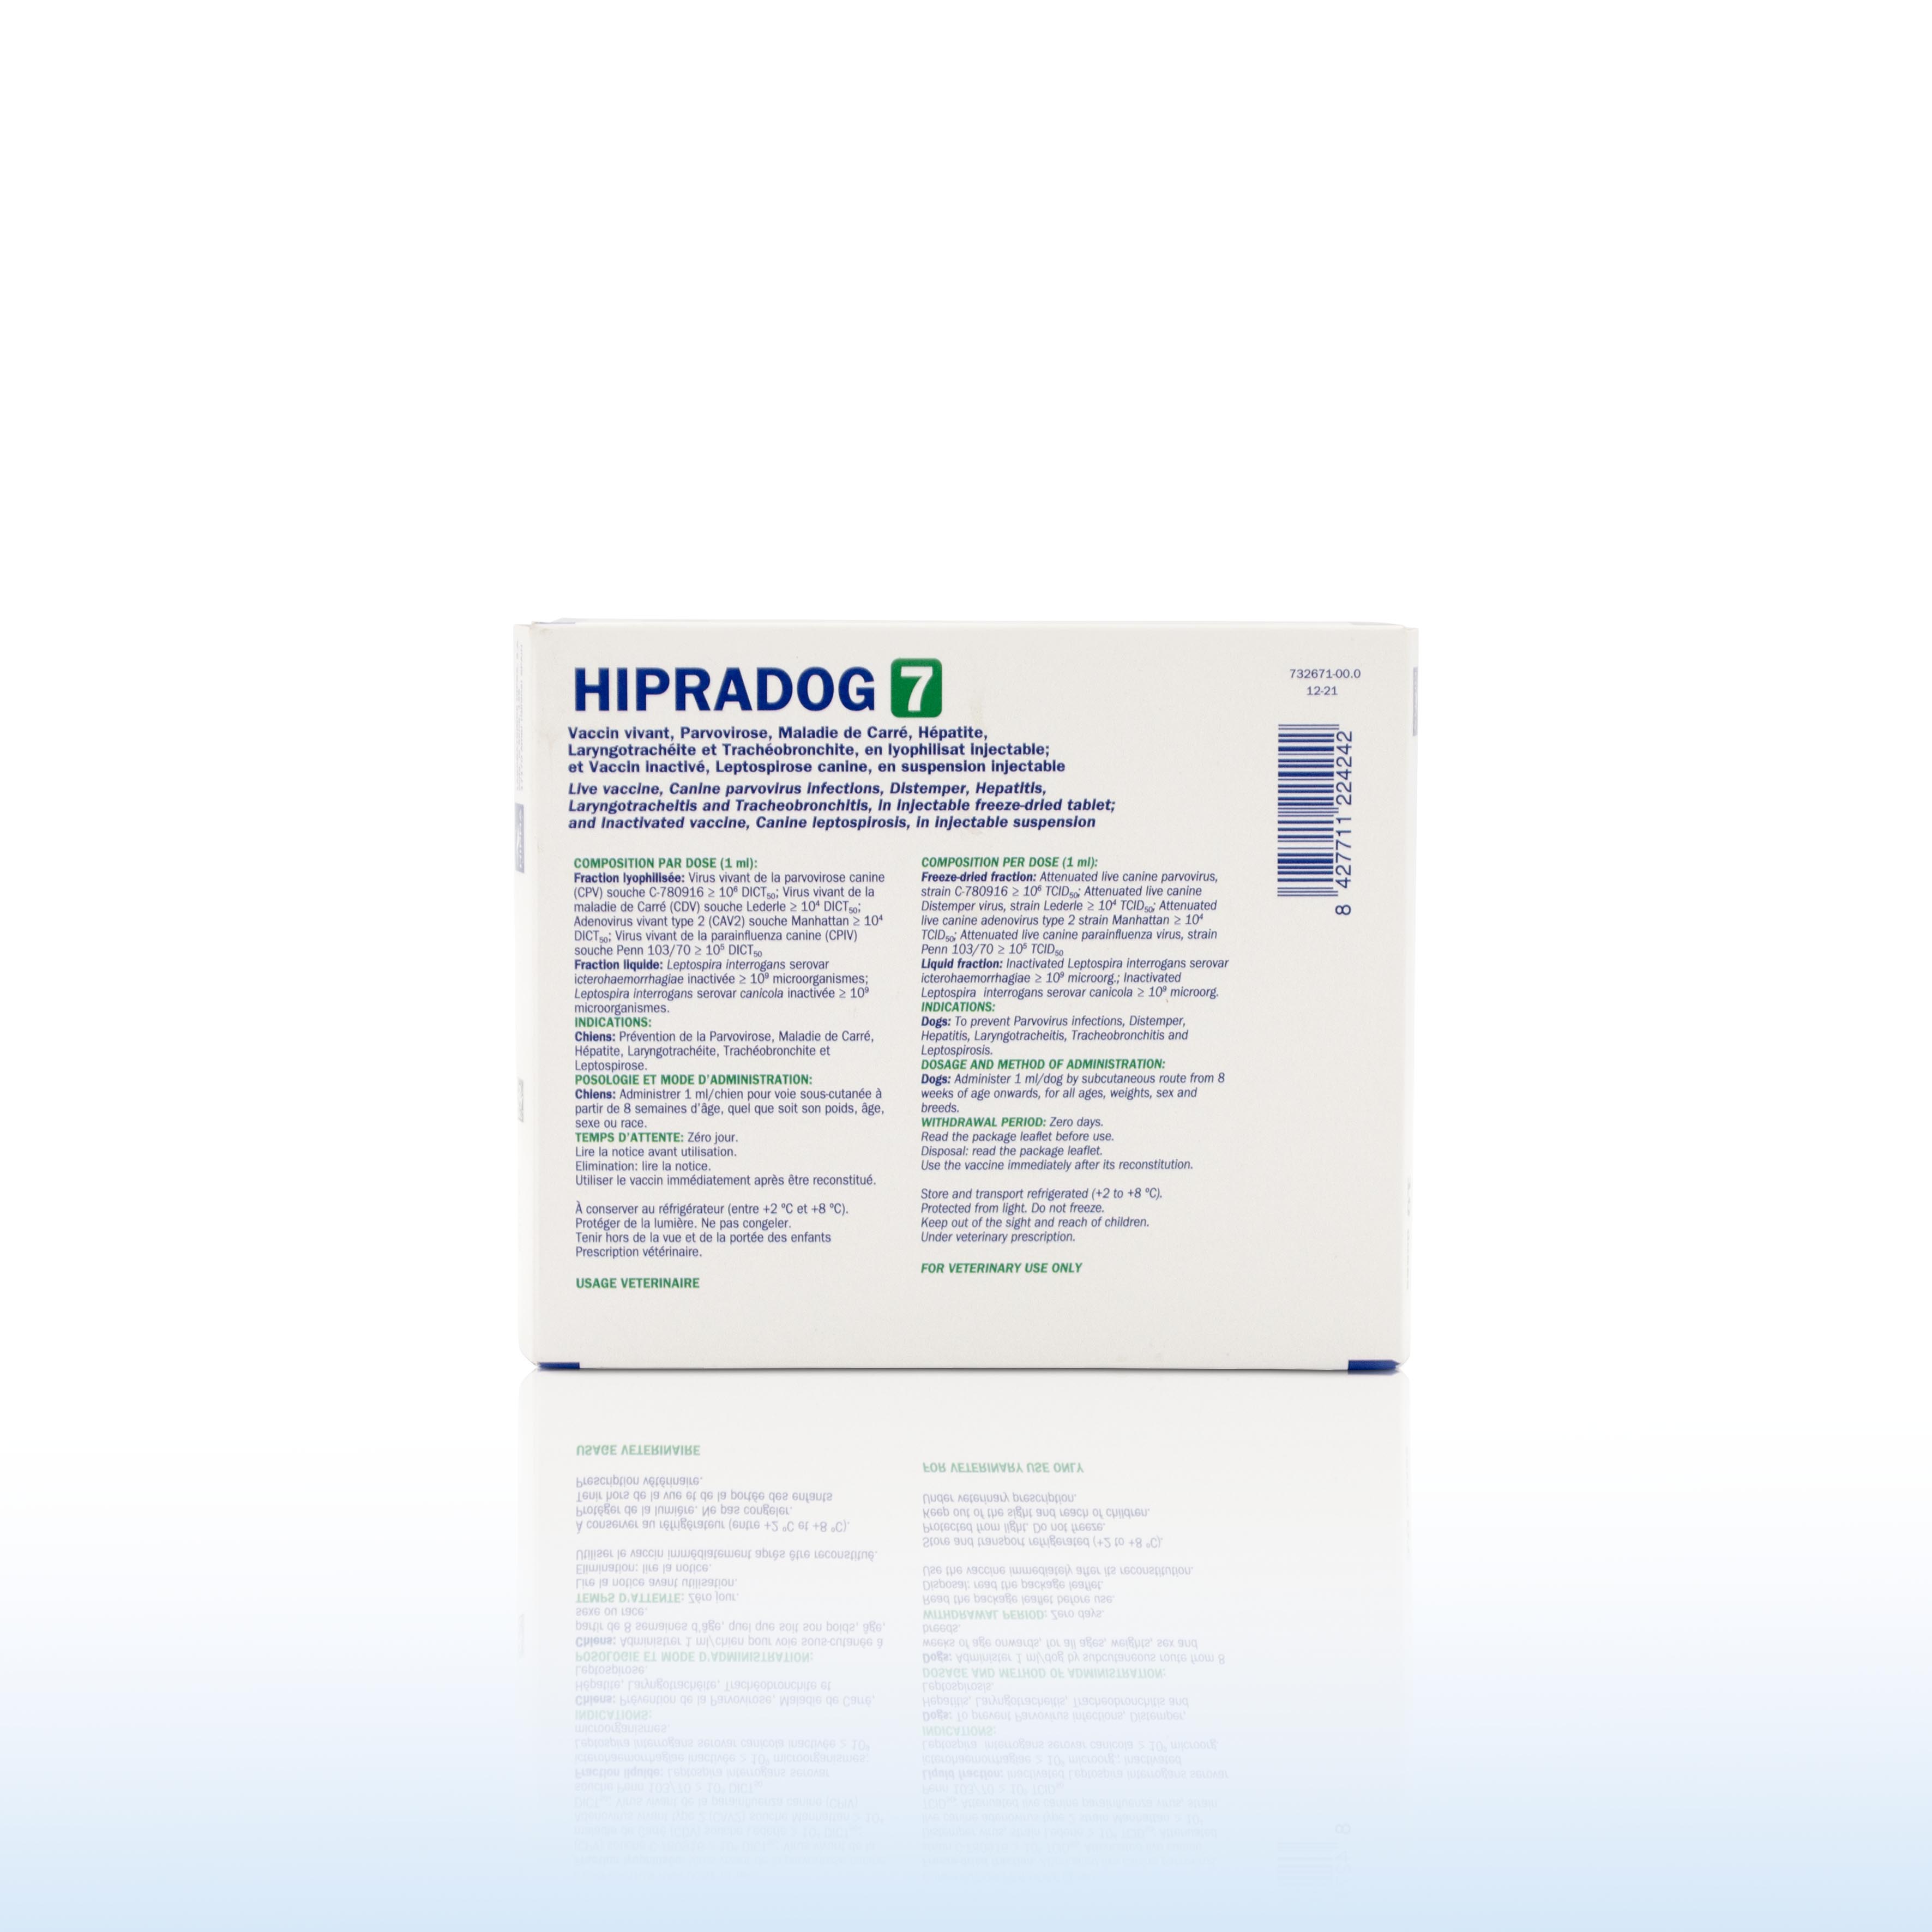 HIPRADOG 7
732671-00.0
12-21
Vaccin vivant, Parvovirose, Maladie de Carré, Hépatite,
Laryngotrachéite et Trachéobronchite, en lyophilisat injectable;
et Vaccin inactivé, Leptospirose canine, en suspension injectable
Live vaccine, Canine parvovirus infections, Distemper, Hepatitis,
Laryngotracheitis and Tracheobronchitis, in injectable freeze-dried tablet;
and inactivated vaccine, Canine leptospirosis, in injectable suspension
COMPOSITION PAR DOSE (1 ml):
Fraction lyophilisée: Virus vivant de la parvovirose canine
(CPV) souche C-780916 ≥ 10⁶ DICT₅₀; Virus vivant de la
maladie de Carré (CDV) souche Lederle ≥ 10⁴ DICT₅₀;
Adenovirus vivant type 2 (CAV2) souche Manhattan ≥ 10⁴
DICT₅₀; Virus vivant de la parainfluenza canine (CPIV)
souche Penn 103/70 ≥ 10⁵ DICT₅₀
Fraction liquide: Leptospira interrogans serovar
icterohaemorrhagiae inactivée ≥ 10⁹ microorganismes;
Leptospira interrogans serovar canicola inactivée ≥ 10⁹
microorganismes.
INDICATIONS:
Chiens: Prévention de la Parvovirose, Maladie de Carré,
Hépatite, Laryngotrachéite, Trachéobronchite et
Leptospirose.
POSOLOGIE ET MODE D'ADMINISTRATION:
Chiens: Administrer 1 ml/chien pour voie sous-cutanée à
partir de 8 semaines d'âge, quel que soit son poids, âge,
sexe ou race.
TEMPS D'ATTENTE: Zéro jour.
Lire la notice avant utilisation.
Elimination: lire la notice.
Utiliser le vaccin immédiatement après être reconstitué.
À conserver au réfrigérateur (entre +2 ºC et +8 ºC).
Protéger de la lumière. Ne pas congeler.
Tenir hors de la vue et de la portée des enfants
Prescription vétérinaire.
USAGE VETERINAIRE
COMPOSITION PER DOSE (1 ml):
Freeze-dried fraction: Attenuated live canine parvovirus,
strain C-780916 ≥ 10⁶ TCID₅₀; Attenuated live canine
Distemper virus, strain Lederle ≥ 10⁴ TCID₅₀; Attenuated
live canine adenovirus type 2 strain Manhattan ≥ 10⁴
TCID₅₀; Attenuated live canine parainfluenza virus, strain
Penn 103/70 ≥ 10⁵ TCID₅₀
Liquid fraction: Inactivated Leptospira interrogans serovar
icterohaemorrhagiae ≥ 10⁹ microorg.; Inactivated
Leptospira interrogans serovar canicola ≥ 10⁹ microorg.
INDICATIONS:
Dogs: To prevent Parvovirus infections, Distemper,
Hepatitis, Laryngotracheitis, Tracheobronchitis and
Leptospirosis.
DOSAGE AND METHOD OF ADMINISTRATION:
Dogs: Administer 1 ml/dog by subcutaneous route from 8
weeks of age onwards, for all ages, weights, sex and
breeds.
WITHDRAWAL PERIOD: Zero days.
Read the package leaflet before use.
Disposal: read the package leaflet.
Use the vaccine immediately after its reconstitution.
Store and transport refrigerated (+2 to +8 ºC).
Protected from light. Do not freeze.
Keep out of the sight and reach of children.
Under veterinary prescription.
FOR VETERINARY USE ONLY
8 427711 224242